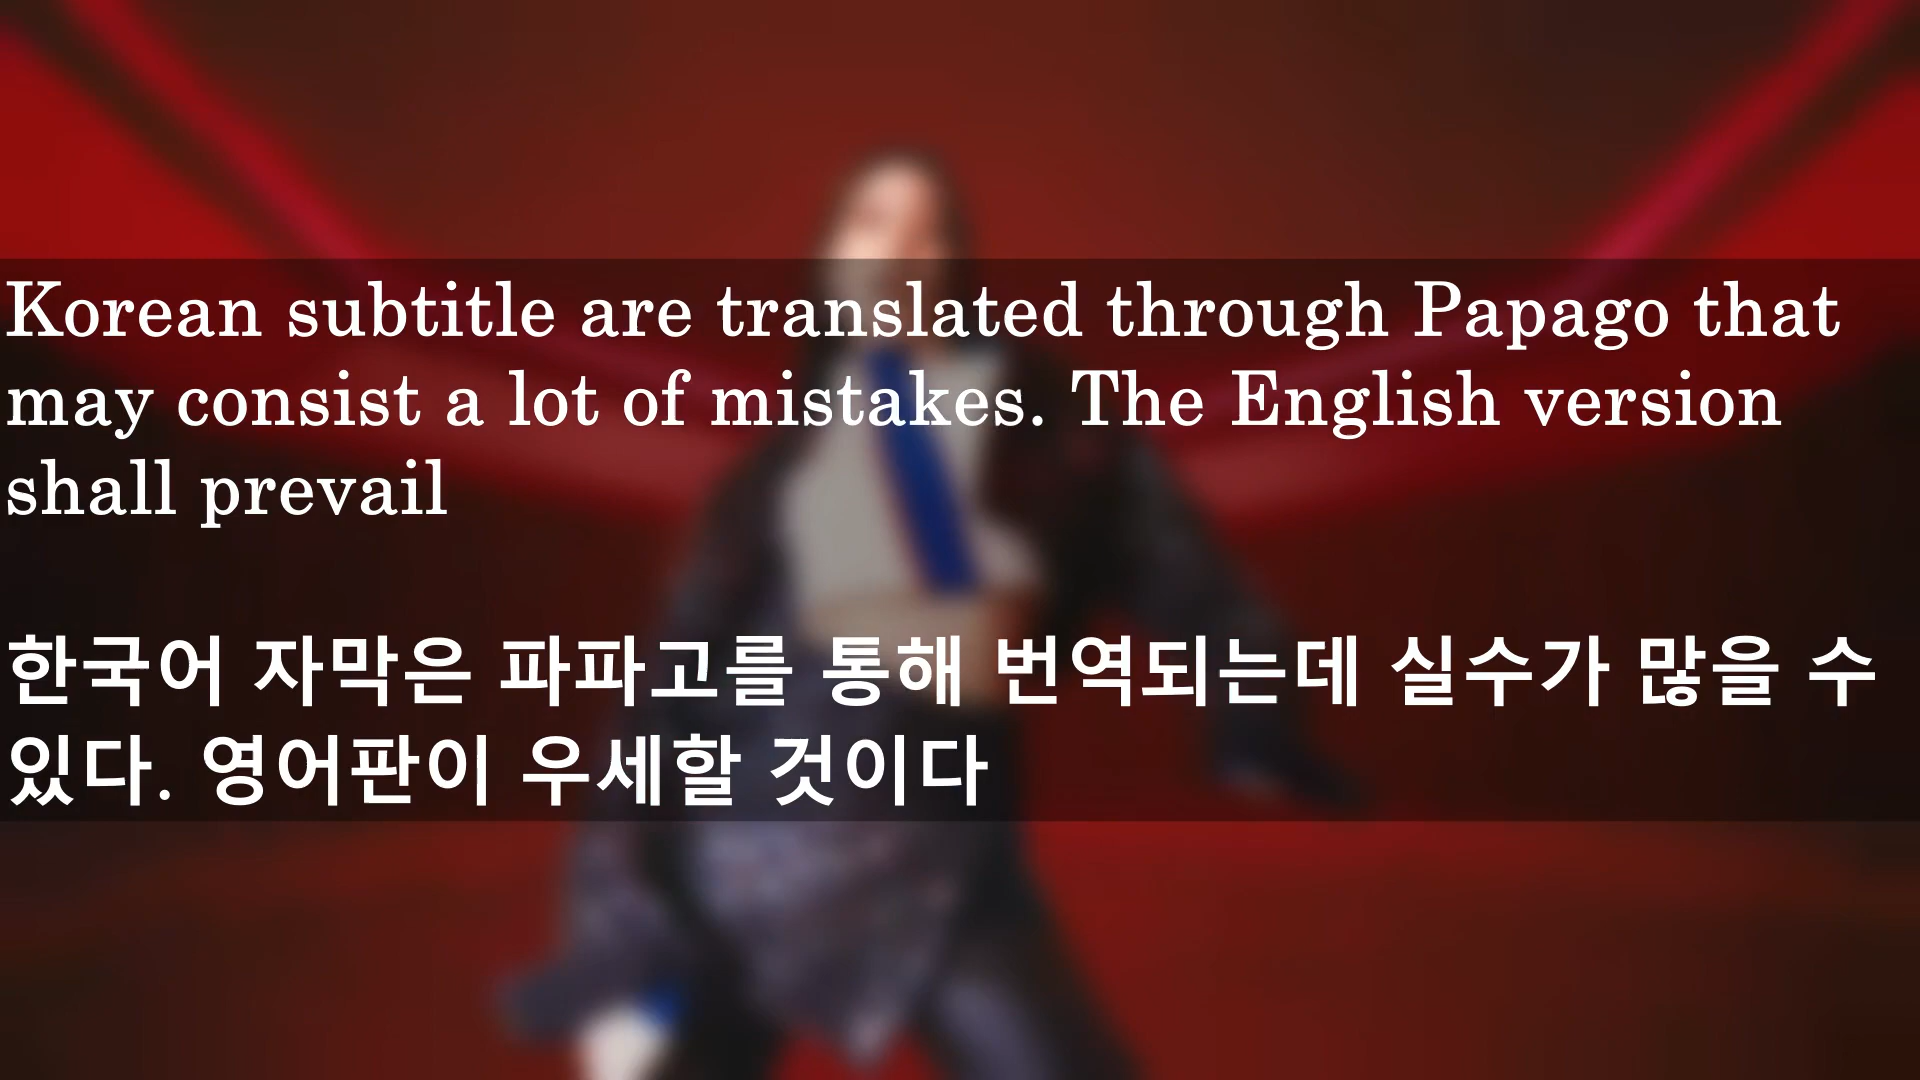 Korean subtitle are translated through Papago that
may consist a lot of mistakes. The English version
shall prevail
한국어 자막은 파파고를 통해 번역되는데 실수가 많을 수
있다. 영어판이 우세할 것이다